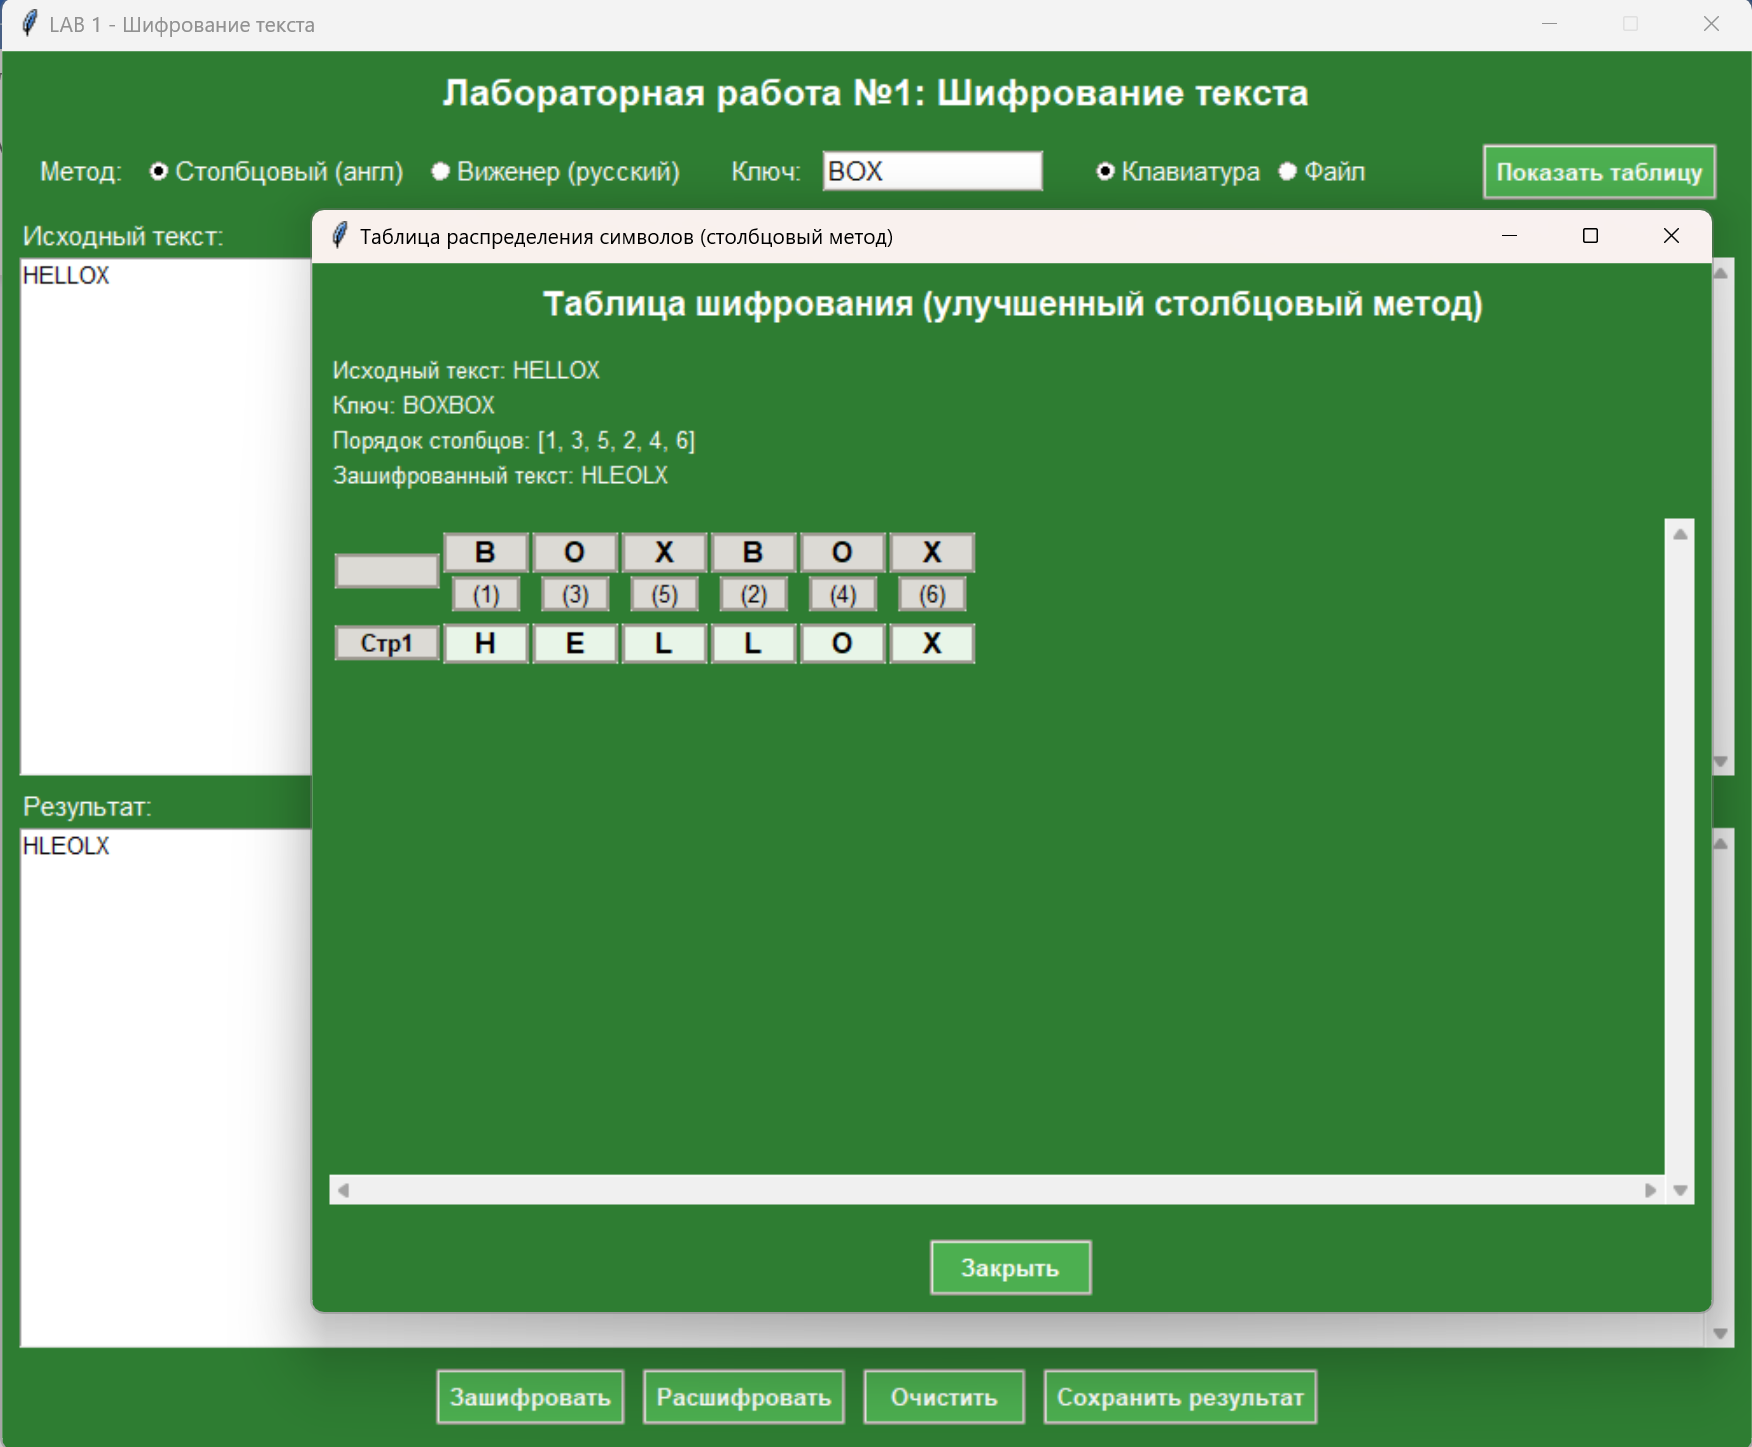 LAB 1 - Шифрование текста
Лабораторная работа №1: Шифрование текста
Метод: Столбцовый (англ) Виженер (русский) Ключ: BOX Клавиатура Файл Показать таблицу
Исходный текст:
HELLOX
Таблица распределения символов (столбцовый метод)
Таблица шифрования (улучшенный столбцовый метод)
Исходный текст: HELLOX
Ключ: BOXBOX
Порядок столбцов: [1, 3, 5, 2, 4, 6]
Зашифрованный текст: HLEOLX
B O X B O X
(1) (3) (5) (2) (4) (6)
Стр1 H E L L O X
Закрыть
Результат:
HLEOLX
Зашифровать Расшифровать Очистить Сохранить результат